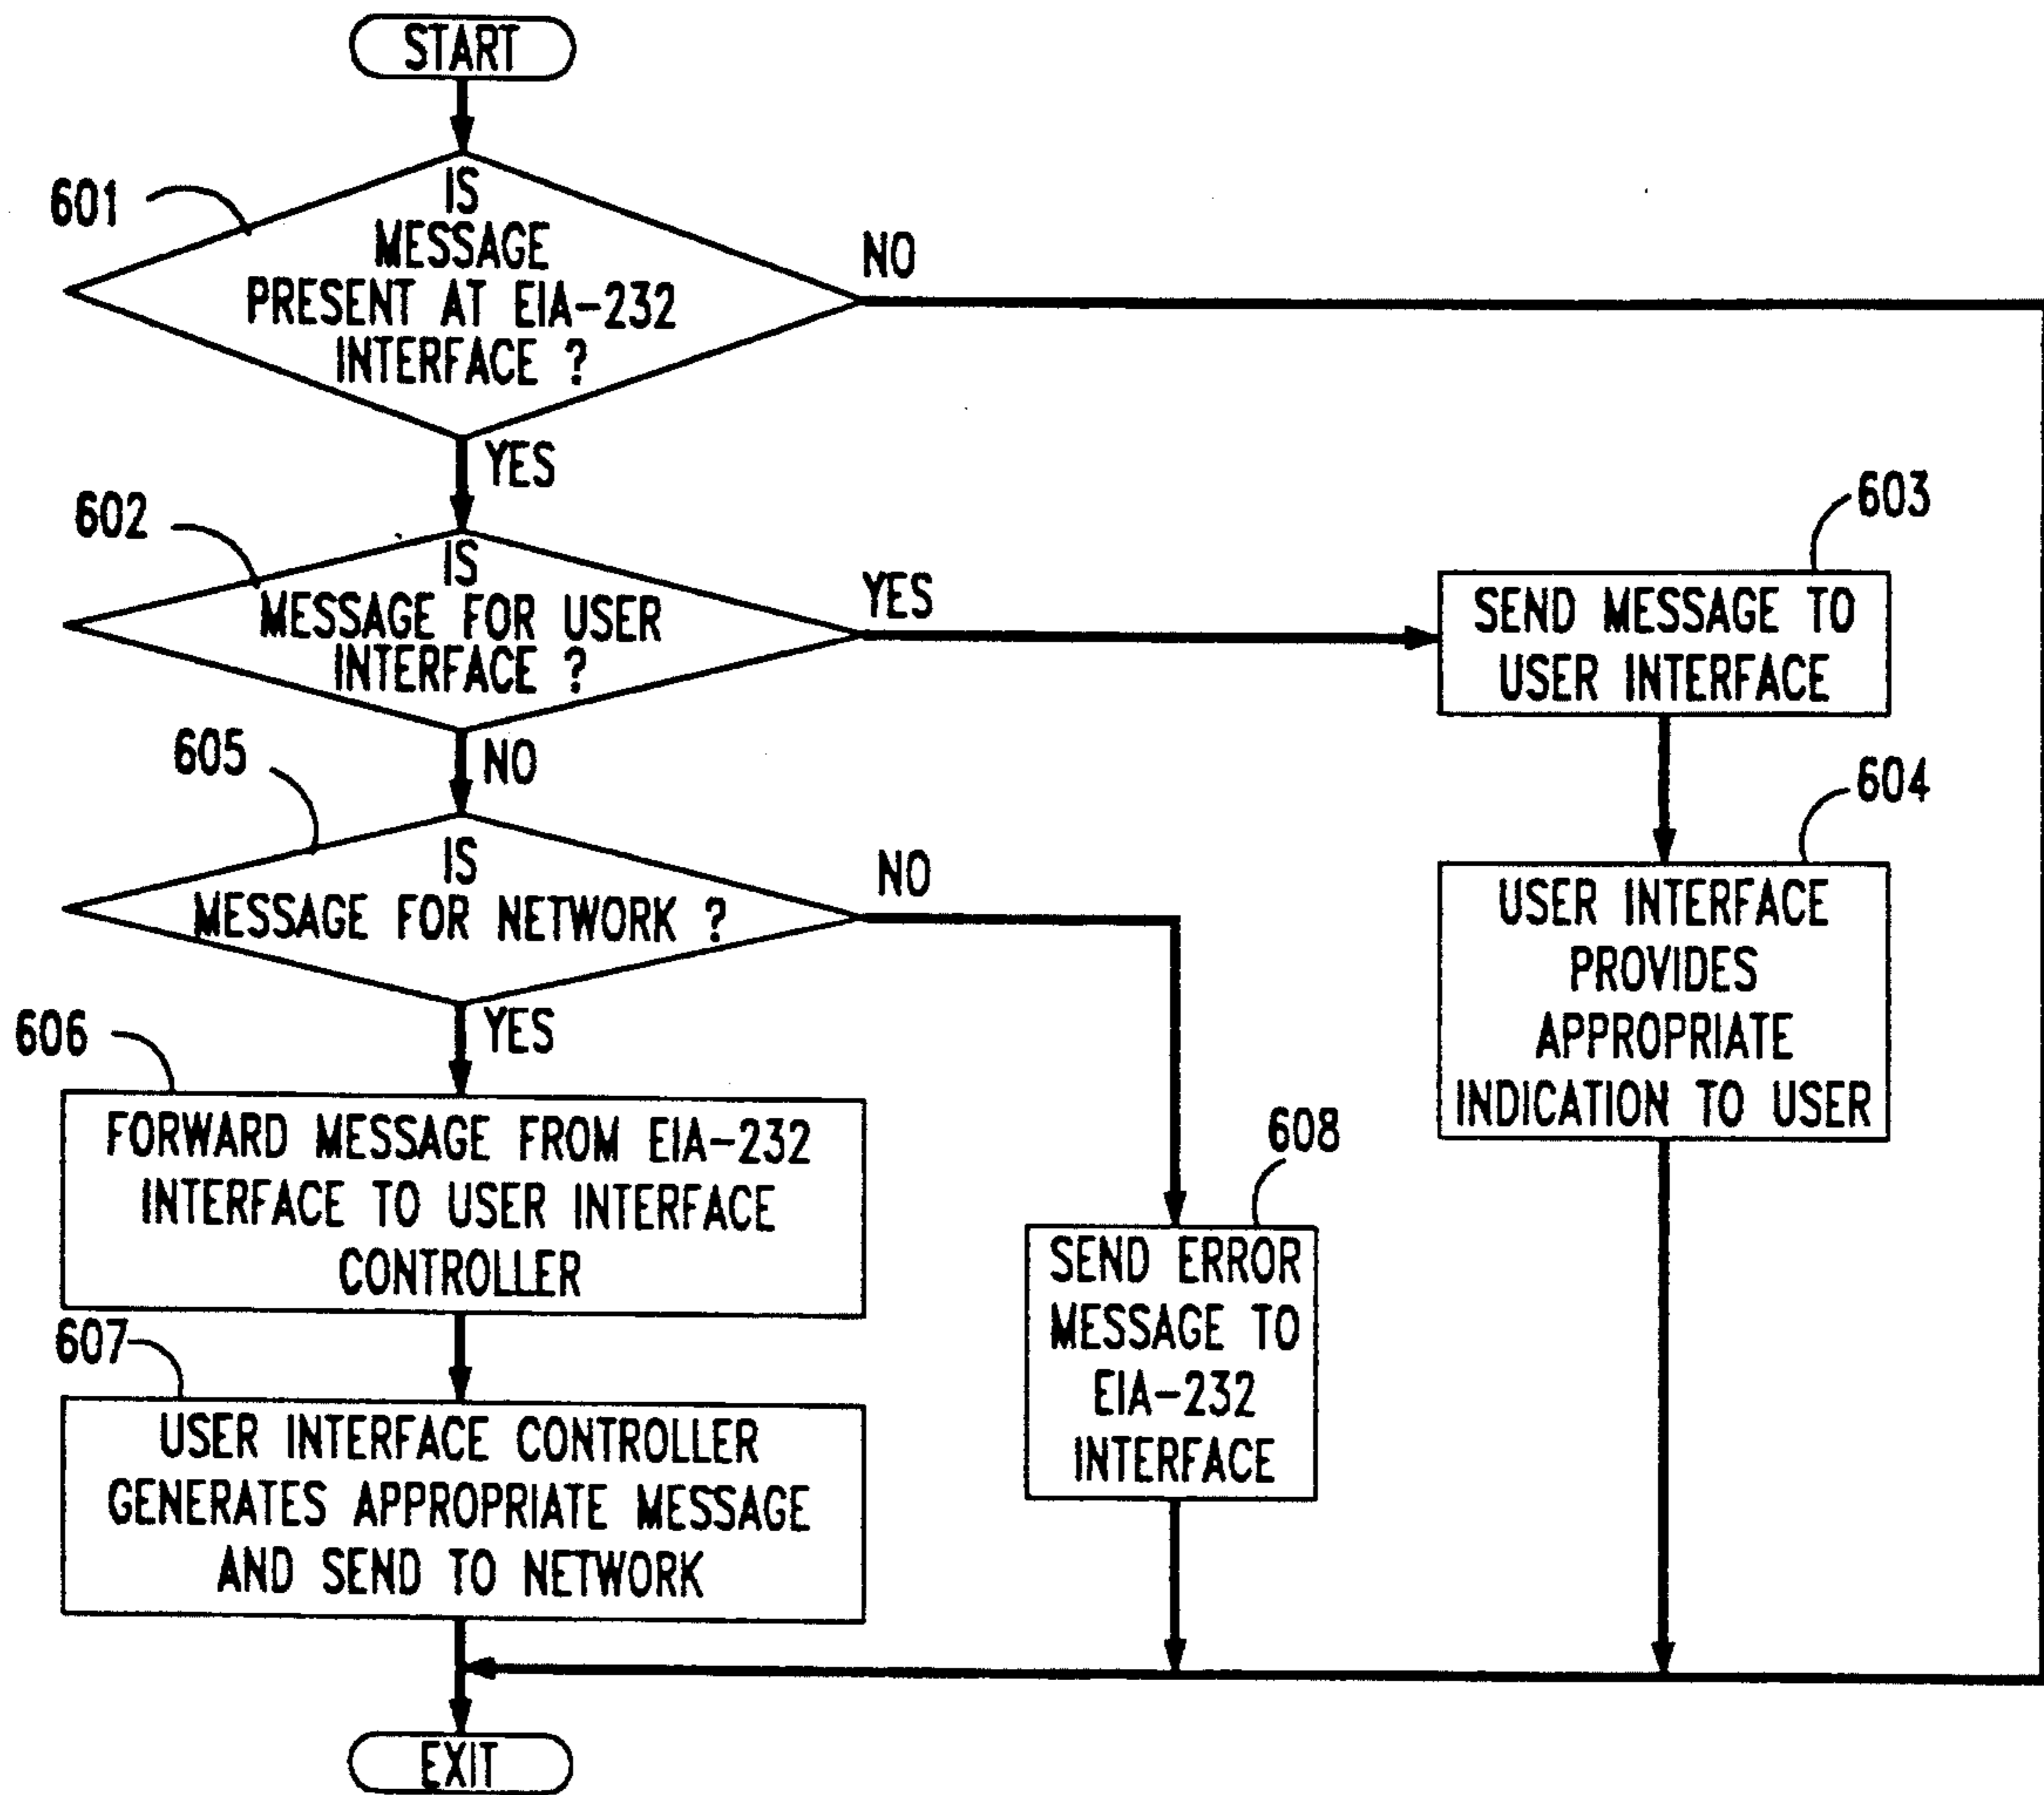 START
601
IS
MESSAGE
PRESENT AT EIA-232
INTERFACE ?
NO
YES
602
IS
MESSAGE FOR USER
INTERFACE ?
YES
603
SEND MESSAGE TO
USER INTERFACE
NO
605
IS
MESSAGE FOR NETWORK ?
NO
604
USER INTERFACE
PROVIDES
APPROPRIATE
INDICATION TO USER
YES
606
FORWARD MESSAGE FROM EIA-232
INTERFACE TO USER INTERFACE
CONTROLLER
608
SEND ERROR
MESSAGE TO
EIA-232
INTERFACE
607
USER INTERFACE CONTROLLER
GENERATES APPROPRIATE MESSAGE
AND SEND TO NETWORK
EXIT